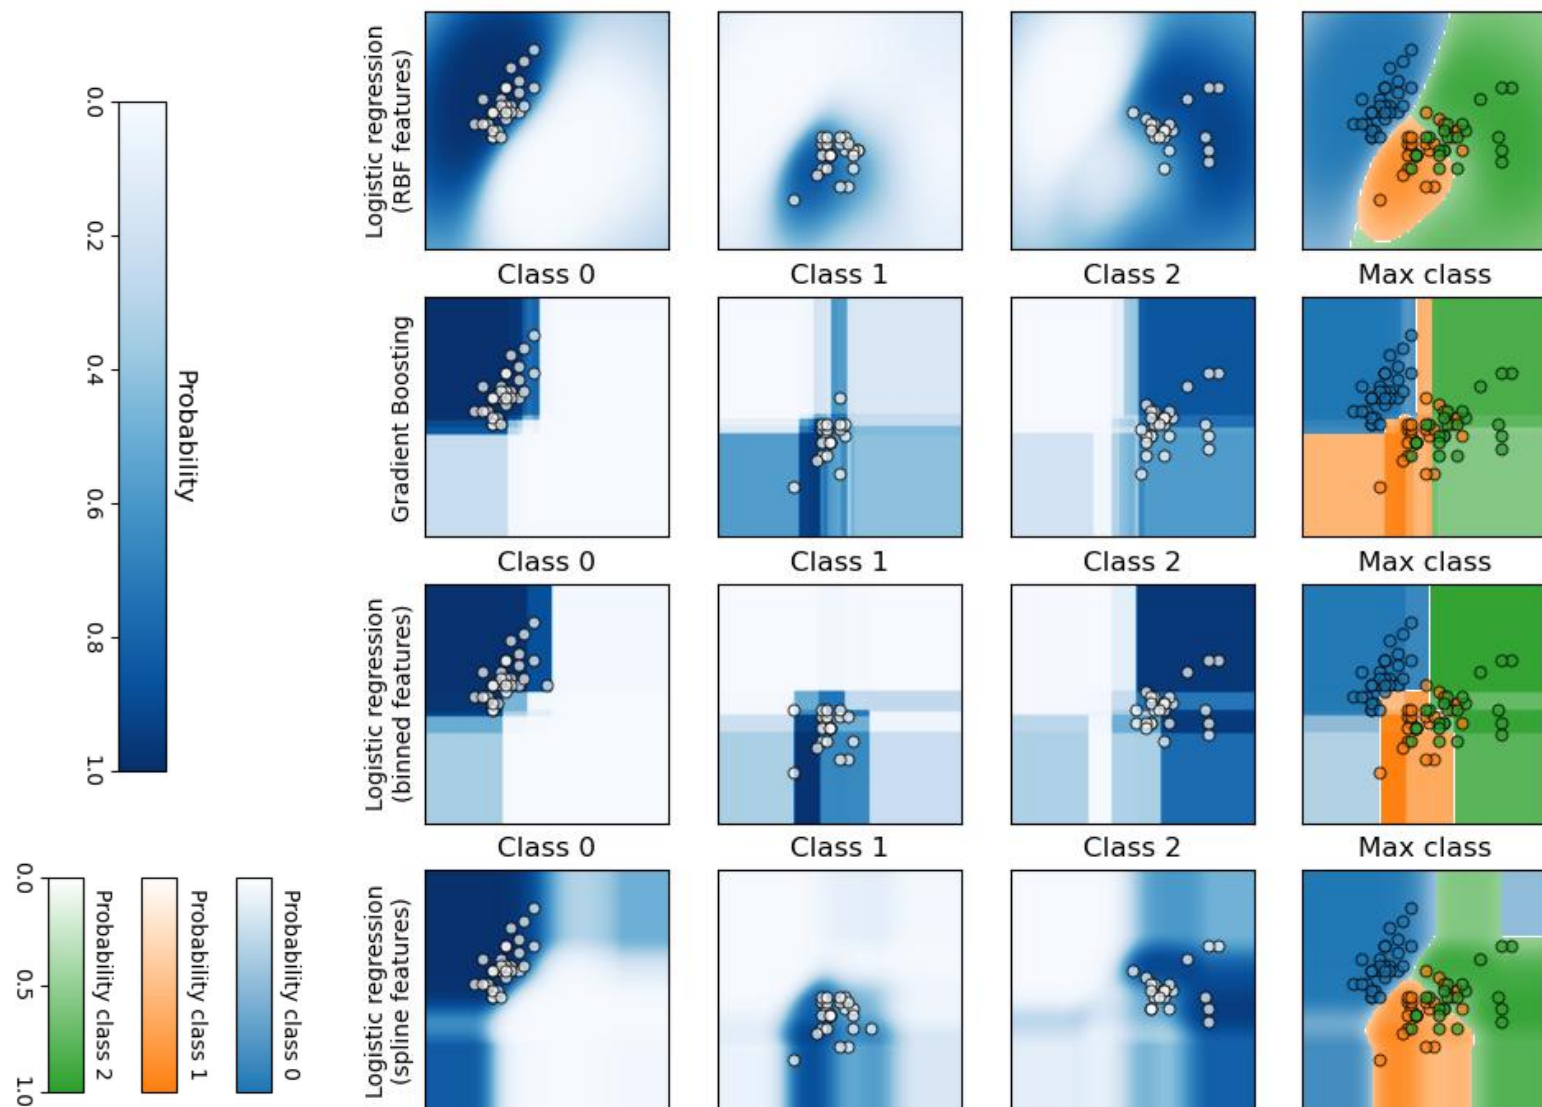 Logistic regression
(RBF features)
Class 0
Class 1
Class 2
Max class
Gradient Boosting
Class 0
Class 1
Class 2
Max class
Logistic regression
(binned features)
Class 0
Class 1
Class 2
Max class
Logistic regression
(spline features)
0.0
0.2
0.4
0.6
0.8
1.0
Probability
0.0
0.5
1.0
Probability class 2
Probability class 1
Probability class 0